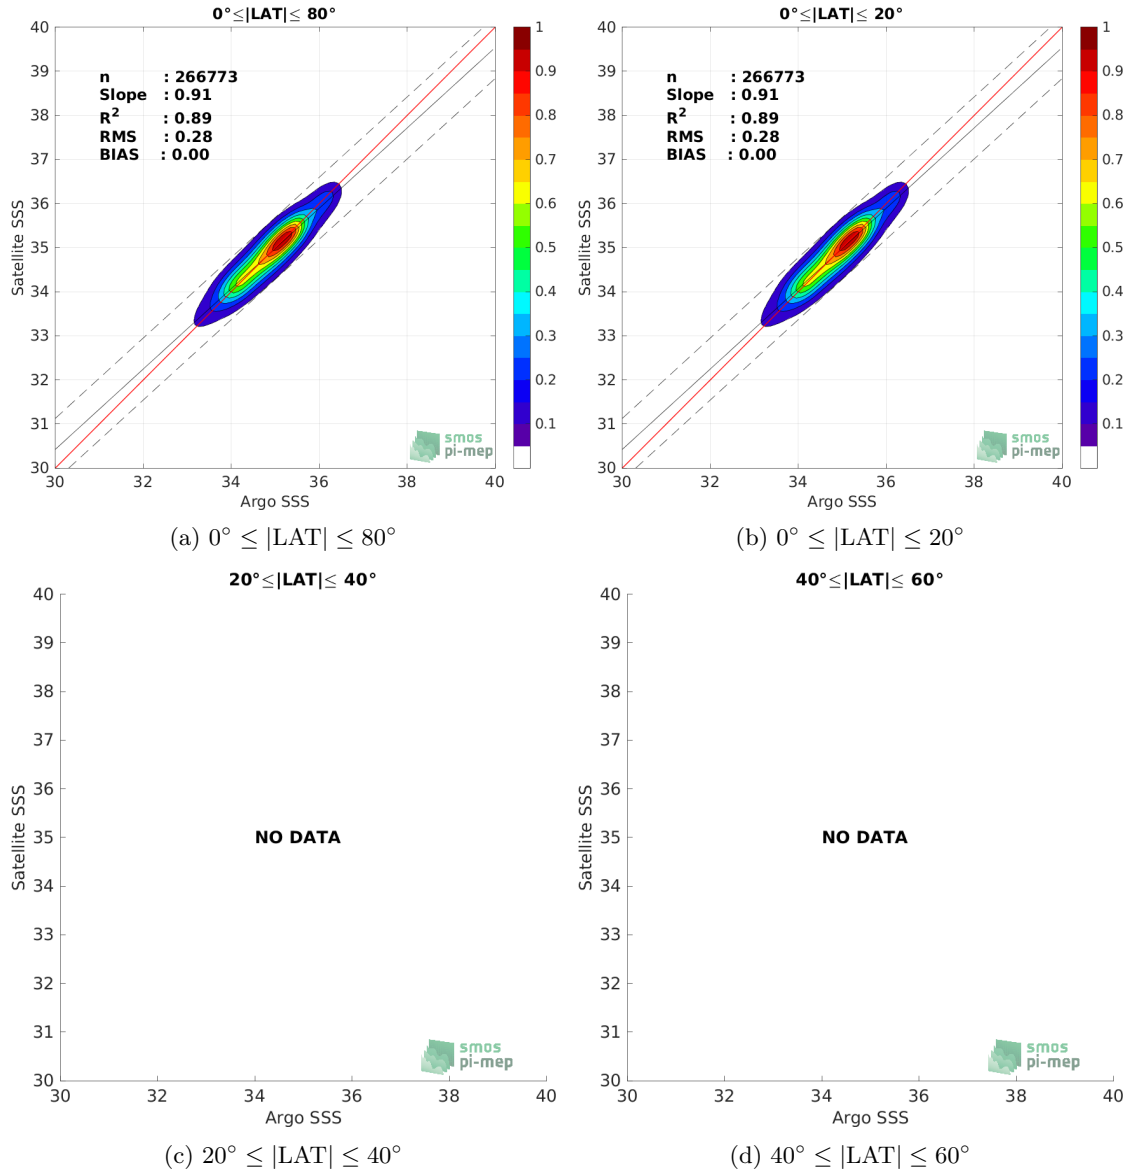 0°≤|LAT|≤ 80°
40
39
38
37
36
35
34
33
32
31
30
Satellite SSS
n : 266773
Slope : 0.91
R² : 0.89
RMS : 0.28
BIAS : 0.00
smos
pi-mep
30 32 34 36 38 40
Argo SSS
1
0.9
0.8
0.7
0.6
0.5
0.4
0.3
0.2
0.1
(a) 0° ≤ |LAT| ≤ 80°
0°≤|LAT|≤ 20°
40
39
38
37
36
35
34
33
32
31
30
Satellite SSS
n : 266773
Slope : 0.91
R² : 0.89
RMS : 0.28
BIAS : 0.00
smos
pi-mep
30 32 34 36 38 40
Argo SSS
1
0.9
0.8
0.7
0.6
0.5
0.4
0.3
0.2
0.1
(b) 0° ≤ |LAT| ≤ 20°
20°≤|LAT|≤ 40°
40
39
38
37
36
35
34
33
32
31
30
Satellite SSS
NO DATA
smos
pi-mep
30 32 34 36 38 40
Argo SSS
(c) 20° ≤ |LAT| ≤ 40°
40°≤|LAT|≤ 60°
40
39
38
37
36
35
34
33
32
31
30
Satellite SSS
NO DATA
smos
pi-mep
30 32 34 36 38 40
Argo SSS
(d) 40° ≤ |LAT| ≤ 60°